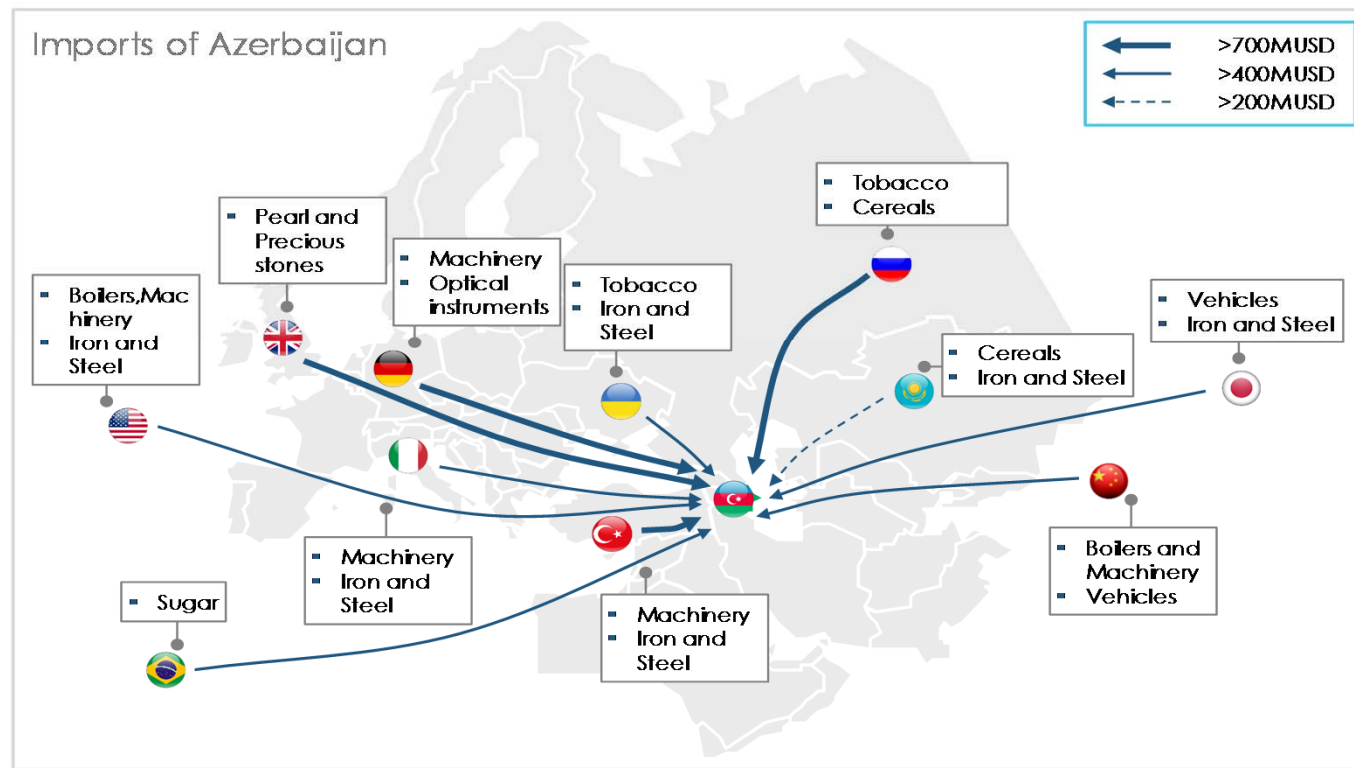 Imports of Azerbaijan
>700MUSD
>400MUSD
>200MUSD
▪ Tobacco
▪ Cereals
▪ Pearl and
Precious
stones
▪ Machinery
▪ Optical
instruments
▪ Boilers,Mac
hinery
▪ Iron and
Steel
▪ Tobacco
▪ Iron and
Steel
▪ Vehicles
▪ Iron and Steel
▪ Cereals
▪ Iron and Steel
▪ Machinery
▪ Iron and
Steel
▪ Boilers and
Machinery
▪ Vehicles
▪ Sugar
▪ Machinery
▪ Iron and
Steel